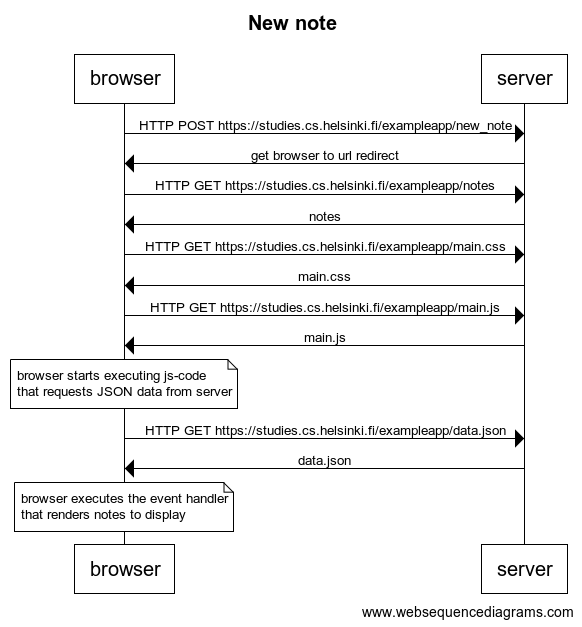 New note
browser
server
HTTP POST https://studies.cs.helsinki.fi/exampleapp/new_note
get browser to url redirect
HTTP GET https://studies.cs.helsinki.fi/exampleapp/notes
notes
HTTP GET https://studies.cs.helsinki.fi/exampleapp/main.css
main.css
HTTP GET https://studies.cs.helsinki.fi/exampleapp/main.js
main.js
browser starts executing js-code
that requests JSON data from server
HTTP GET https://studies.cs.helsinki.fi/exampleapp/data.json
data.json
browser executes the event handler
that renders notes to display
browser
server
www.websequencediagrams.com